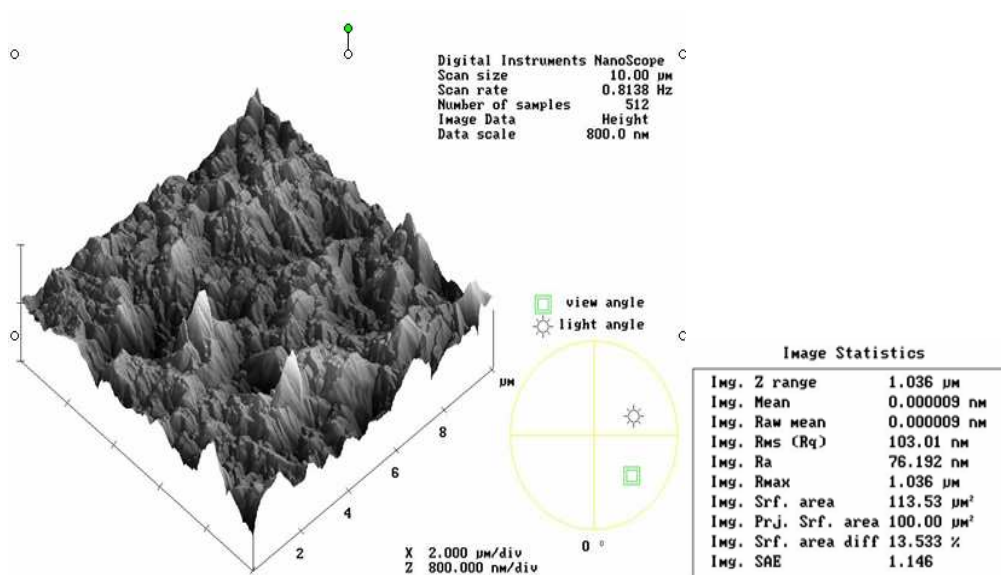 Digital Instruments NanoScope
Scan size 10.00 µm
Scan rate 0.8138 Hz
Number of samples 512
Image Data Height
Data scale 800.0 nm
view angle
light angle
µm
8
6
4
2
X 2.000 µm/div
Z 800.000 nm/div
0 °
Image Statistics
Img. Z range 1.036 µm
Img. Mean 0.000009 nm
Img. Raw mean 0.000009 nm
Img. Rms (Rq) 103.01 nm
Img. Ra 76.192 nm
Img. Rmax 1.036 µm
Img. Srf. area 113.53 µm²
Img. Prj. Srf. area 100.00 µm²
Img. Srf. area diff 13.533 %
Img. SAE 1.146